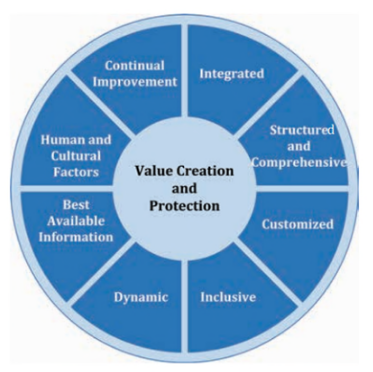 Continual
Improvement
Integrated
Structured
and
Comprehensive
Customized
Inclusive
Dynamic
Best
Available
Information
Human and
Cultural
Factors
Value Creation
and
Protection